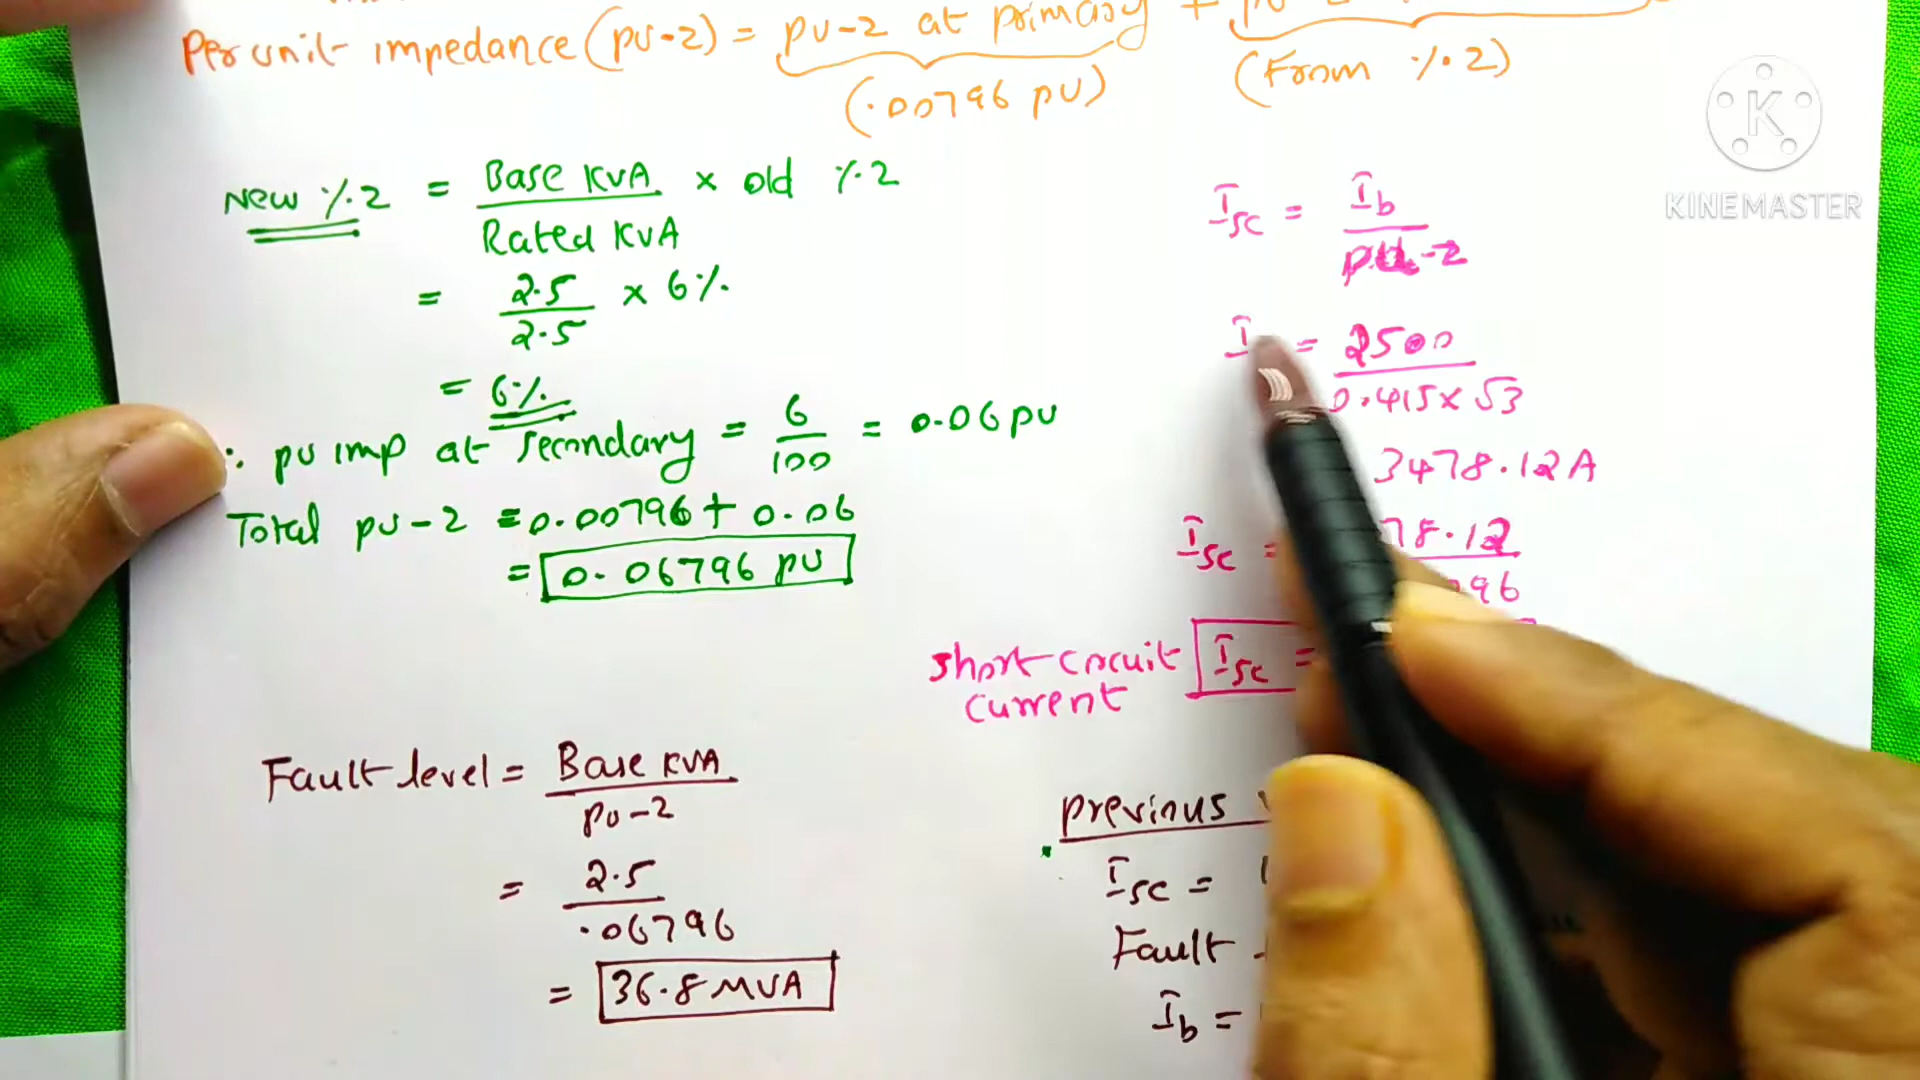 Per unit impedance (pu-z) = pu-z at primary +
(.00796 pu) (From %.z)
New %.z = Base KVA / Rated KVA × old %.z
= 2.5 / 2.5 × 6%
= 6%
∴ pu imp at secondary = 6 / 100 = 0.06 pu
Total pu-z = 0.00796 + 0.06
= 0.06796 pu
Fault level = Base KVA / pu-z
= 2.5 / .06796
= 36.8 MVA
Isc = Ib / pu-z
I = 2500 / 0.415 × √3
3478.12 A
Isc = 78.12 / 96
short circuit current Isc =
previous
Isc =
Fault
Ib =
K
KINEMASTER